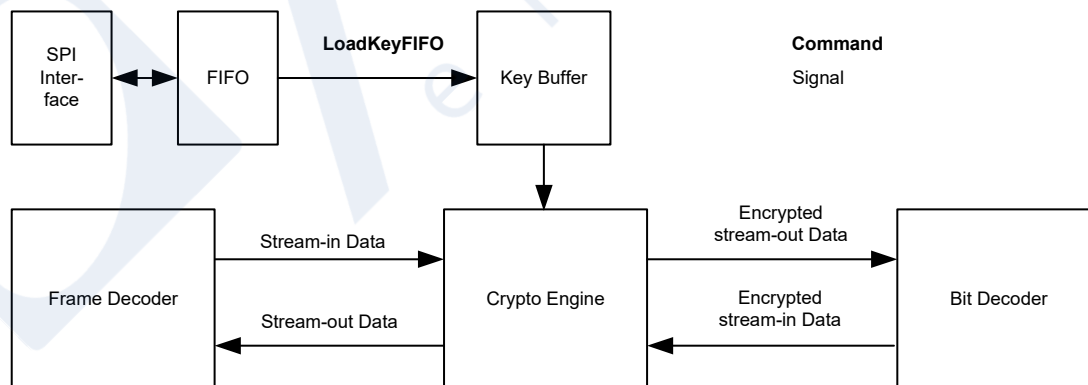 SPI
Inter-
face
FIFO
LoadKeyFIFO
Key Buffer
Command
Signal
Frame Decoder
Stream-in Data
Stream-out Data
Crypto Engine
Encrypted
stream-out Data
Encrypted
stream-in Data
Bit Decoder